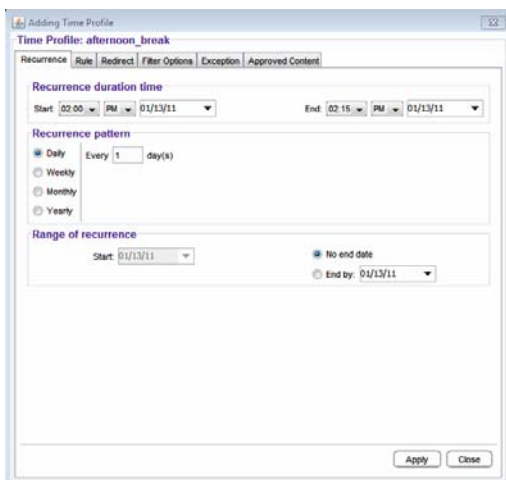 Adding Time Profile
Time Profile: afternoon_break
Recurrence Rule Redirect Filter Options Exception Approved Content
Recurrence duration time
Start: 02:00 PM 01/13/11 End: 02:15 PM 01/13/11
Recurrence pattern
Daily Every 1 day(s)
Weekly
Monthly
Yearly
Range of recurrence
Start: 01/13/11 No end date
End by: 01/13/11
Apply Close